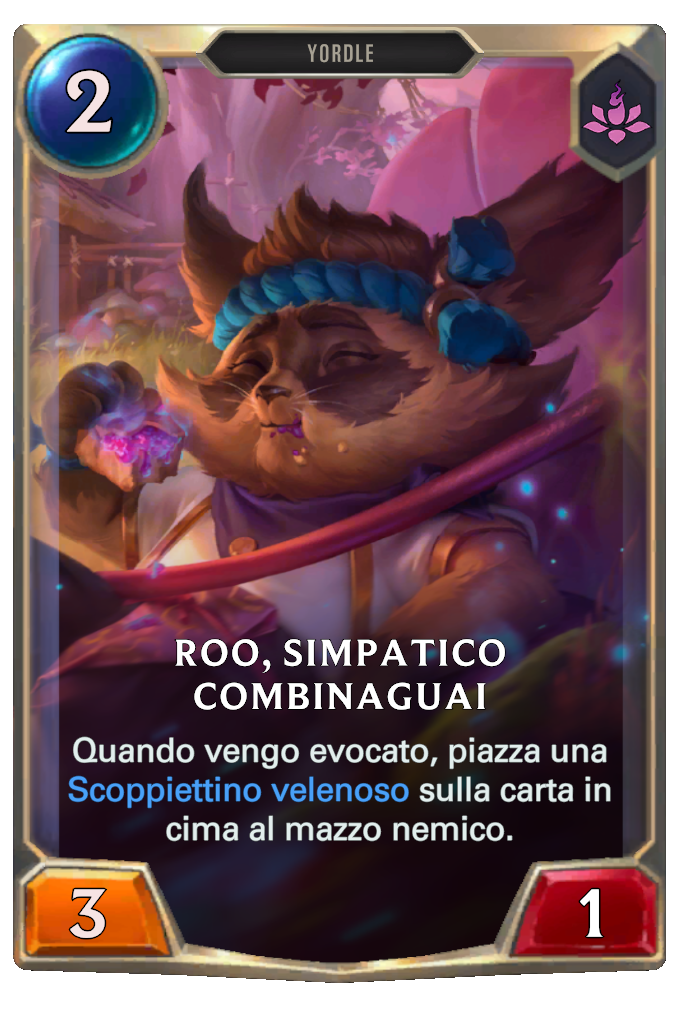 YORDLE
2
ROO, SIMPATICO
COMBINAGUAI
Quando vengo evocato, piazza una
Scoppiettino velenoso sulla carta in
cima al mazzo nemico.
3
1